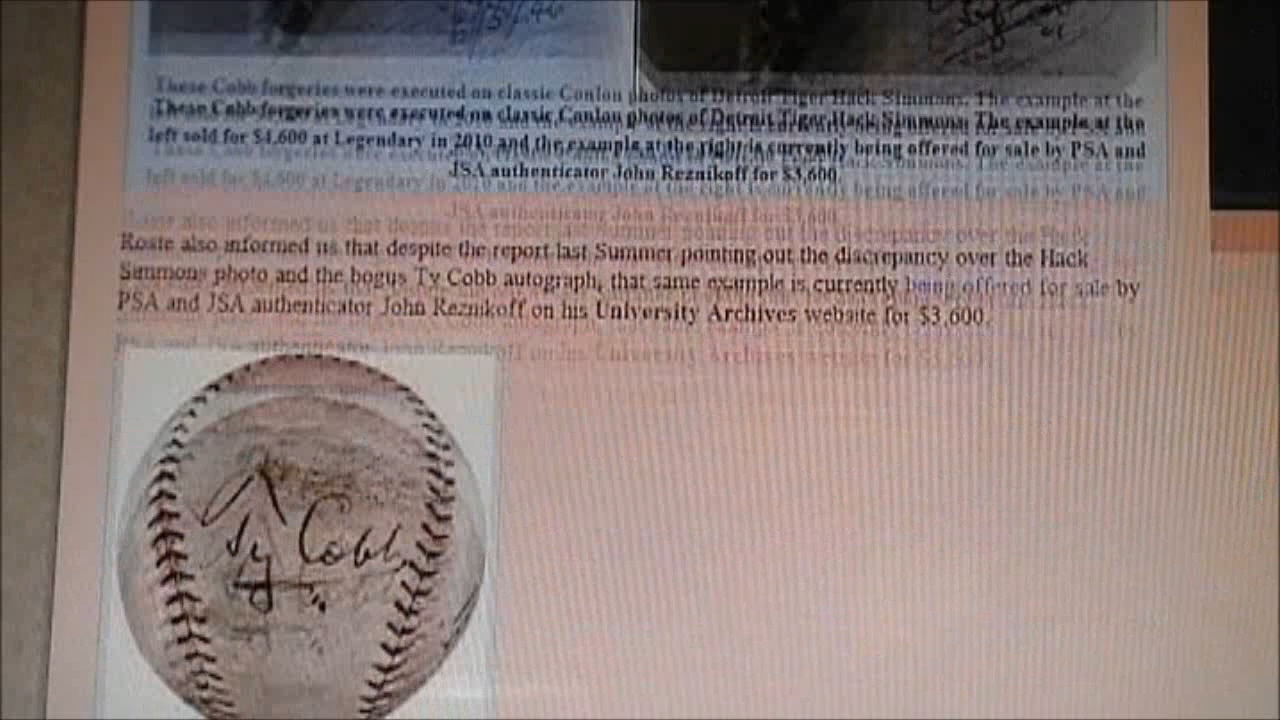 These Cobb forgeries were executed on classic Conlon photos of Detroit Tiger Hack Simmons. The example at the
left sold for $1,600 at Legendary in 2010 and the example at the right is currently being offered for sale by PSA and
JSA authenticator John Reznikoff for $3,600.
Roste also informed us that despite the report last Summer pointing out the discrepancy over the Hack
Simmons photo and the bogus Ty Cobb autograph, that same example is currently being offered for sale by
PSA and JSA authenticator John Reznikoff on his University Archives website for $3,600.
Ty Cobb